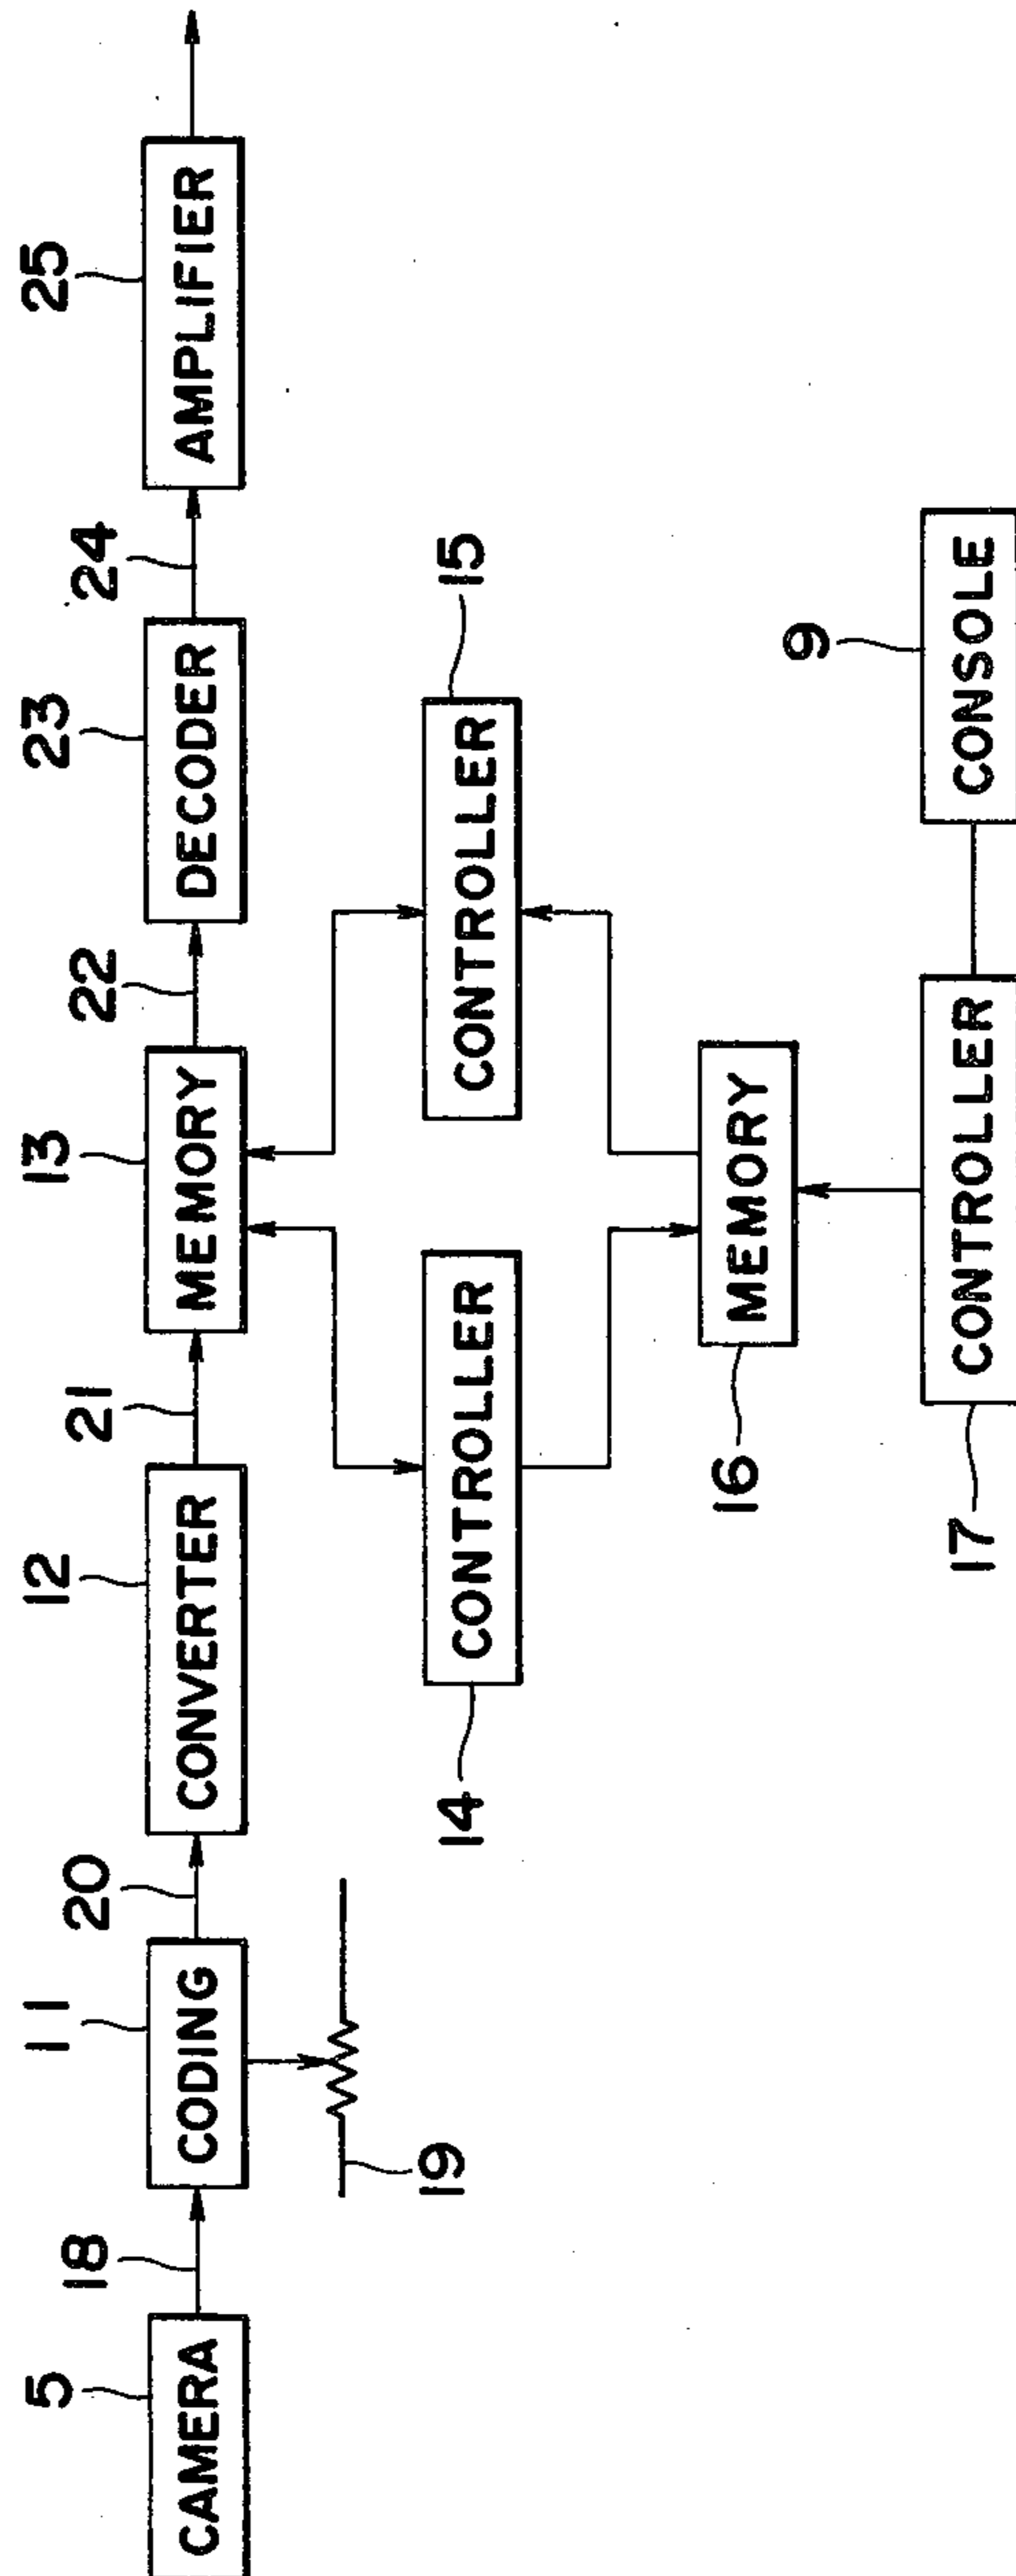 5
CAMERA
18
11
CODING
19
20
12
CONVERTER
21
13
MEMORY
22
23
DECODER
24
25
AMPLIFIER
14
CONTROLLER
15
CONTROLLER
16
MEMORY
17
CONTROLLER
9
CONSOLE